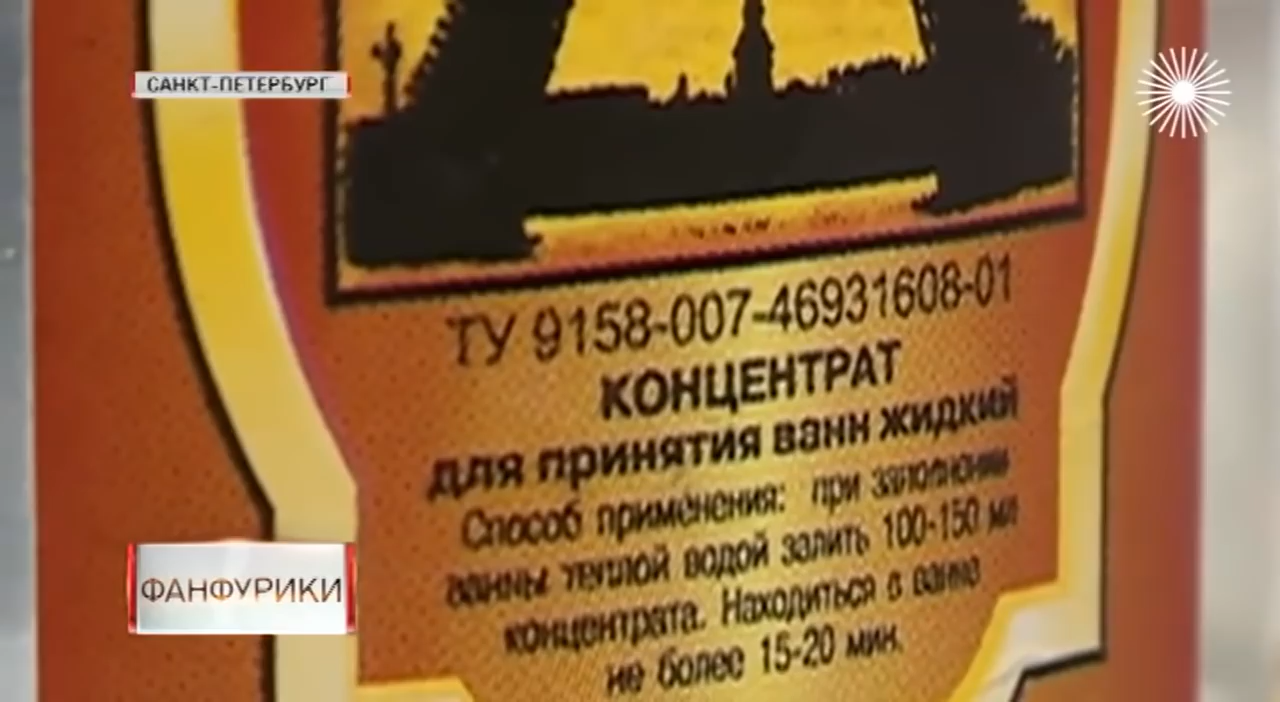 САНКТ-ПЕТЕРБУРГ
ТУ 9158-007-46931608-01
КОНЦЕНТРАТ
для принятия ванн жидкий
Способ применения: при заполнении
ванны теплой водой залить 100-150 мл
концентрата. Находиться в ванне
не более 15-20 мин.
ФАНФУРИКИ